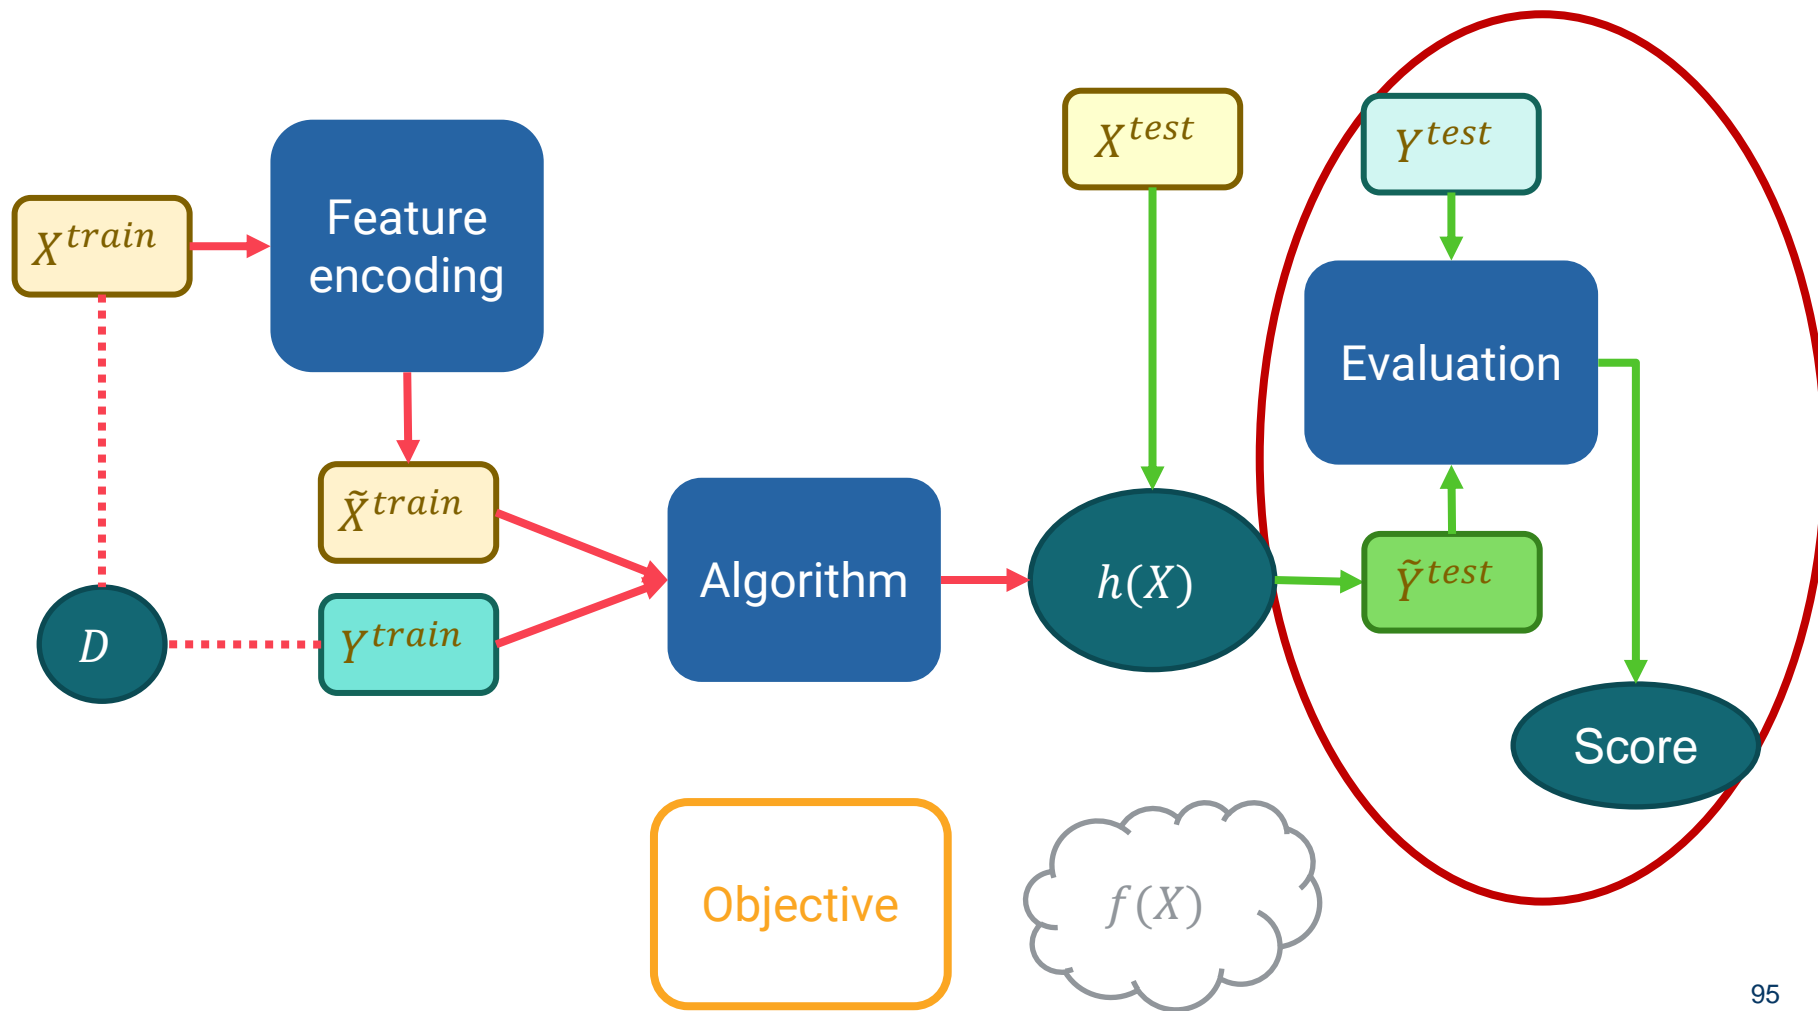 X^train
Feature
encoding
X^test
Y^test
Evaluation
X̃^train
Algorithm
h(X)
Ỹ^test
D
Y^train
Score
Objective
f(X)
95